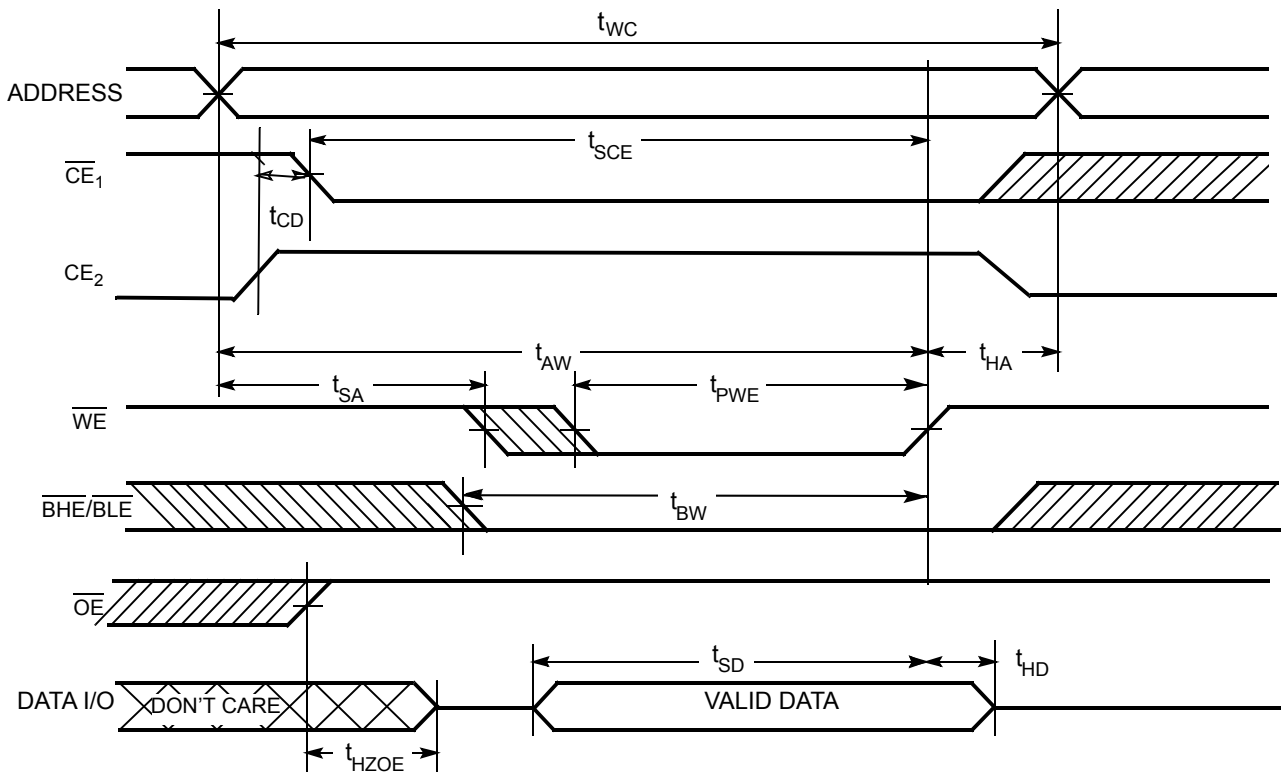 tWC
ADDRESS
tSCE
CE1
tCD
CE2
tAW
tHA
tSA
tPWE
WE
BHE/BLE
tBW
OE
tSD
tHD
DATA I/O
DON'T CARE
VALID DATA
tHZOE